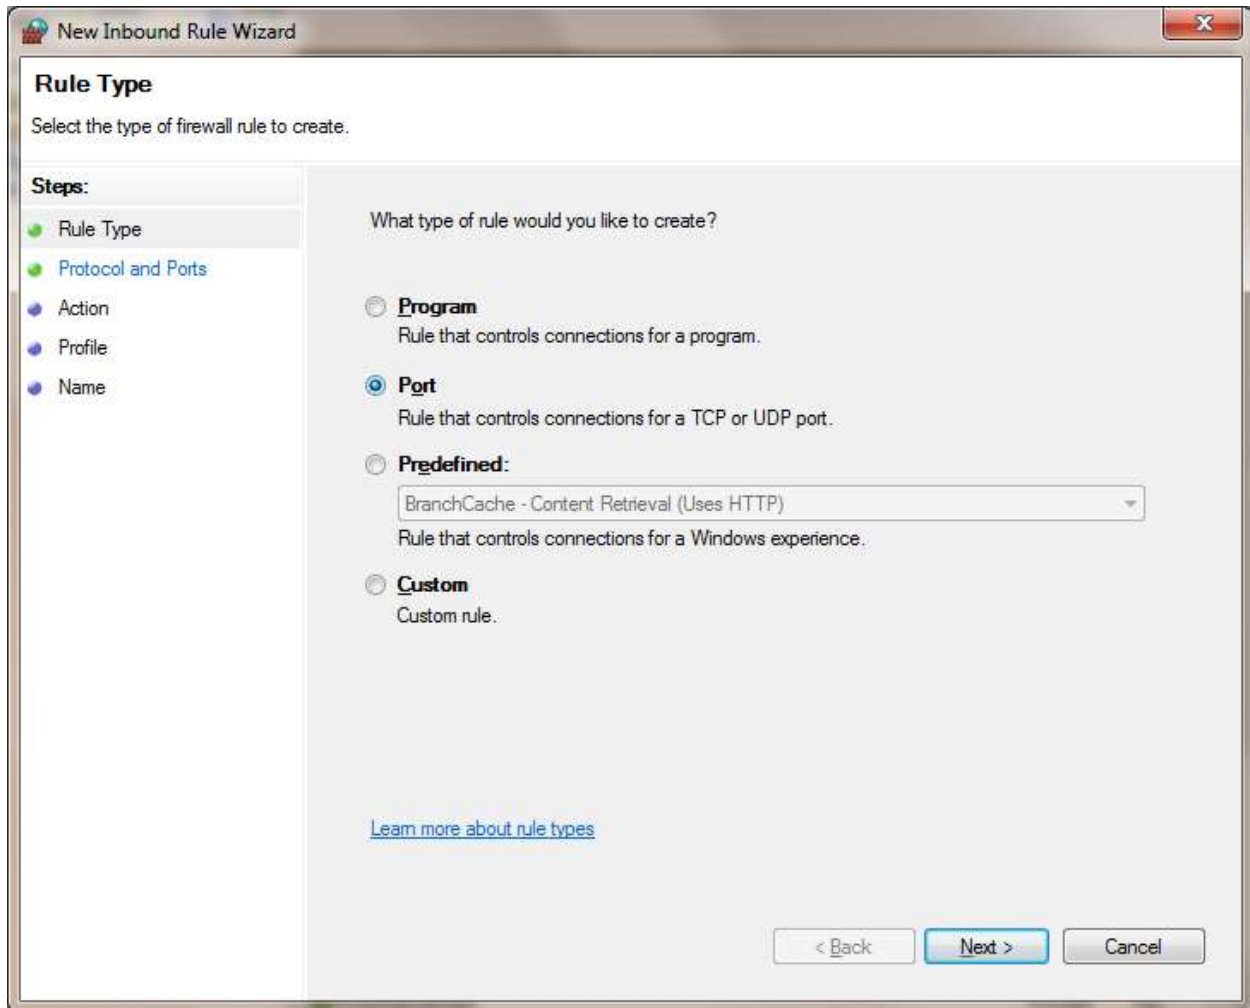 New Inbound Rule Wizard
Rule Type
Select the type of firewall rule to create.
Steps:
Rule Type
Protocol and Ports
Action
Profile
Name
What type of rule would you like to create?
Program
Rule that controls connections for a program.
Port
Rule that controls connections for a TCP or UDP port.
Predefined:
BranchCache - Content Retrieval (Uses HTTP)
Rule that controls connections for a Windows experience.
Custom
Custom rule.
Learn more about rule types
< Back Next > Cancel